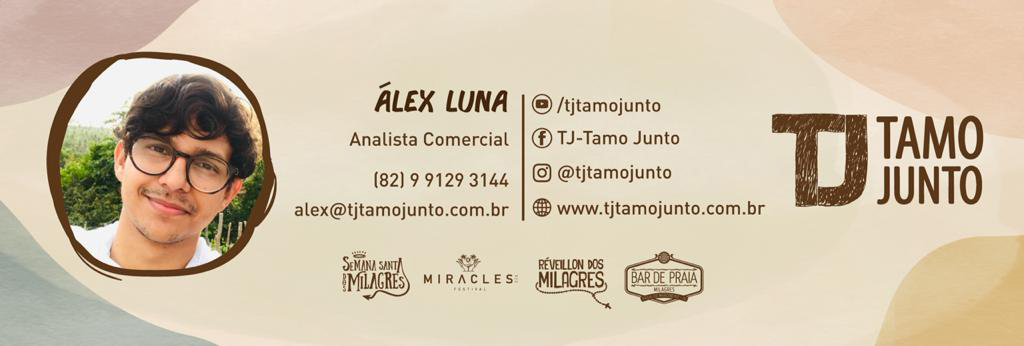 ÁLEX LUNA
Analista Comercial
(82) 9 9129 3144
alex@tjtamojunto.com.br
/tjtamojunto
TJ-Tamo Junto
@tjtamojunto
www.tjtamojunto.com.br
TJ
TAMO
JUNTO
SEMANA SANTA
DOS
MILAGRES
MIRACLES
FESTIVAL
RÉVEILLON DOS
MILAGRES
BAR DE PRAIA
MILAGRES